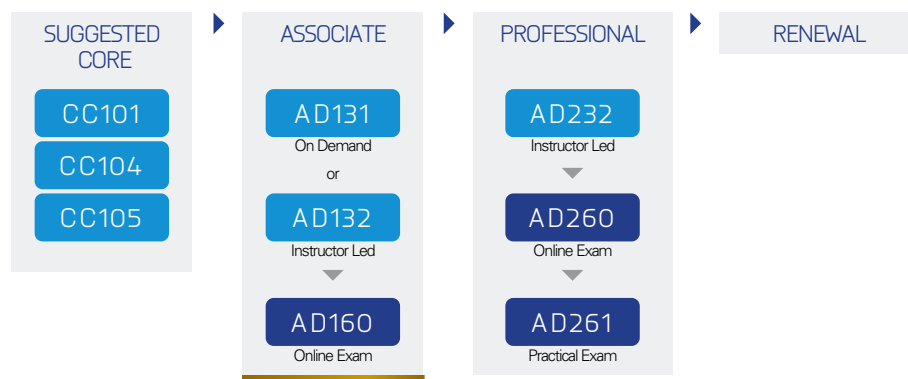 SUGGESTED
CORE
CC101
CC104
CC105
ASSOCIATE
AD131
On Demand
or
AD132
Instructor Led
AD160
Online Exam
PROFESSIONAL
AD232
Instructor Led
AD260
Online Exam
AD261
Practical Exam
RENEWAL